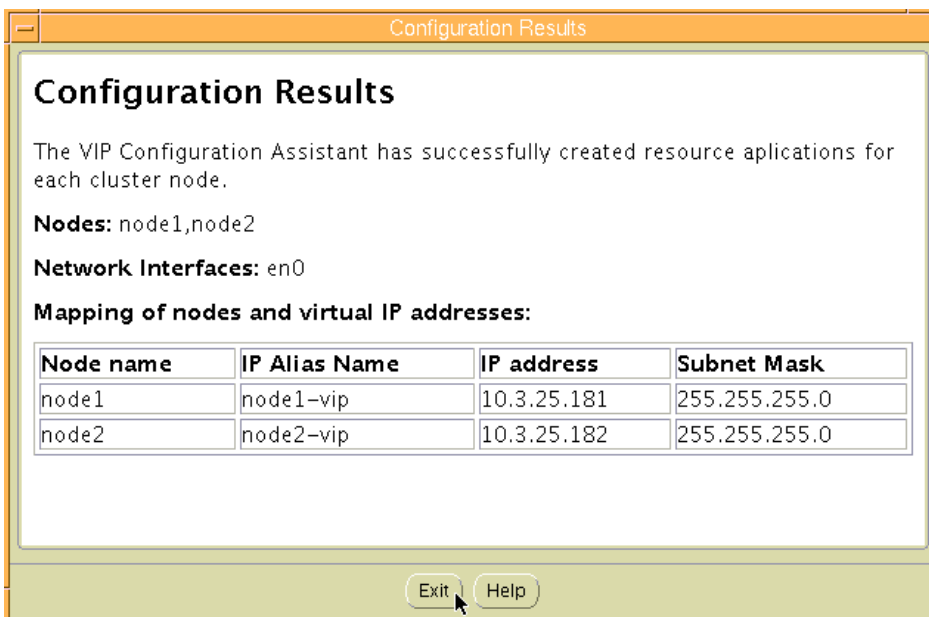 Configuration Results
Configuration Results
The VIP Configuration Assistant has successfully created resource aplications for
each cluster node.
Nodes: node1,node2
Network Interfaces: en0
Mapping of nodes and virtual IP addresses:
Node name IP Alias Name IP address Subnet Mask
node1 node1-vip 10.3.25.181 255.255.255.0
node2 node2-vip 10.3.25.182 255.255.255.0
Exit Help